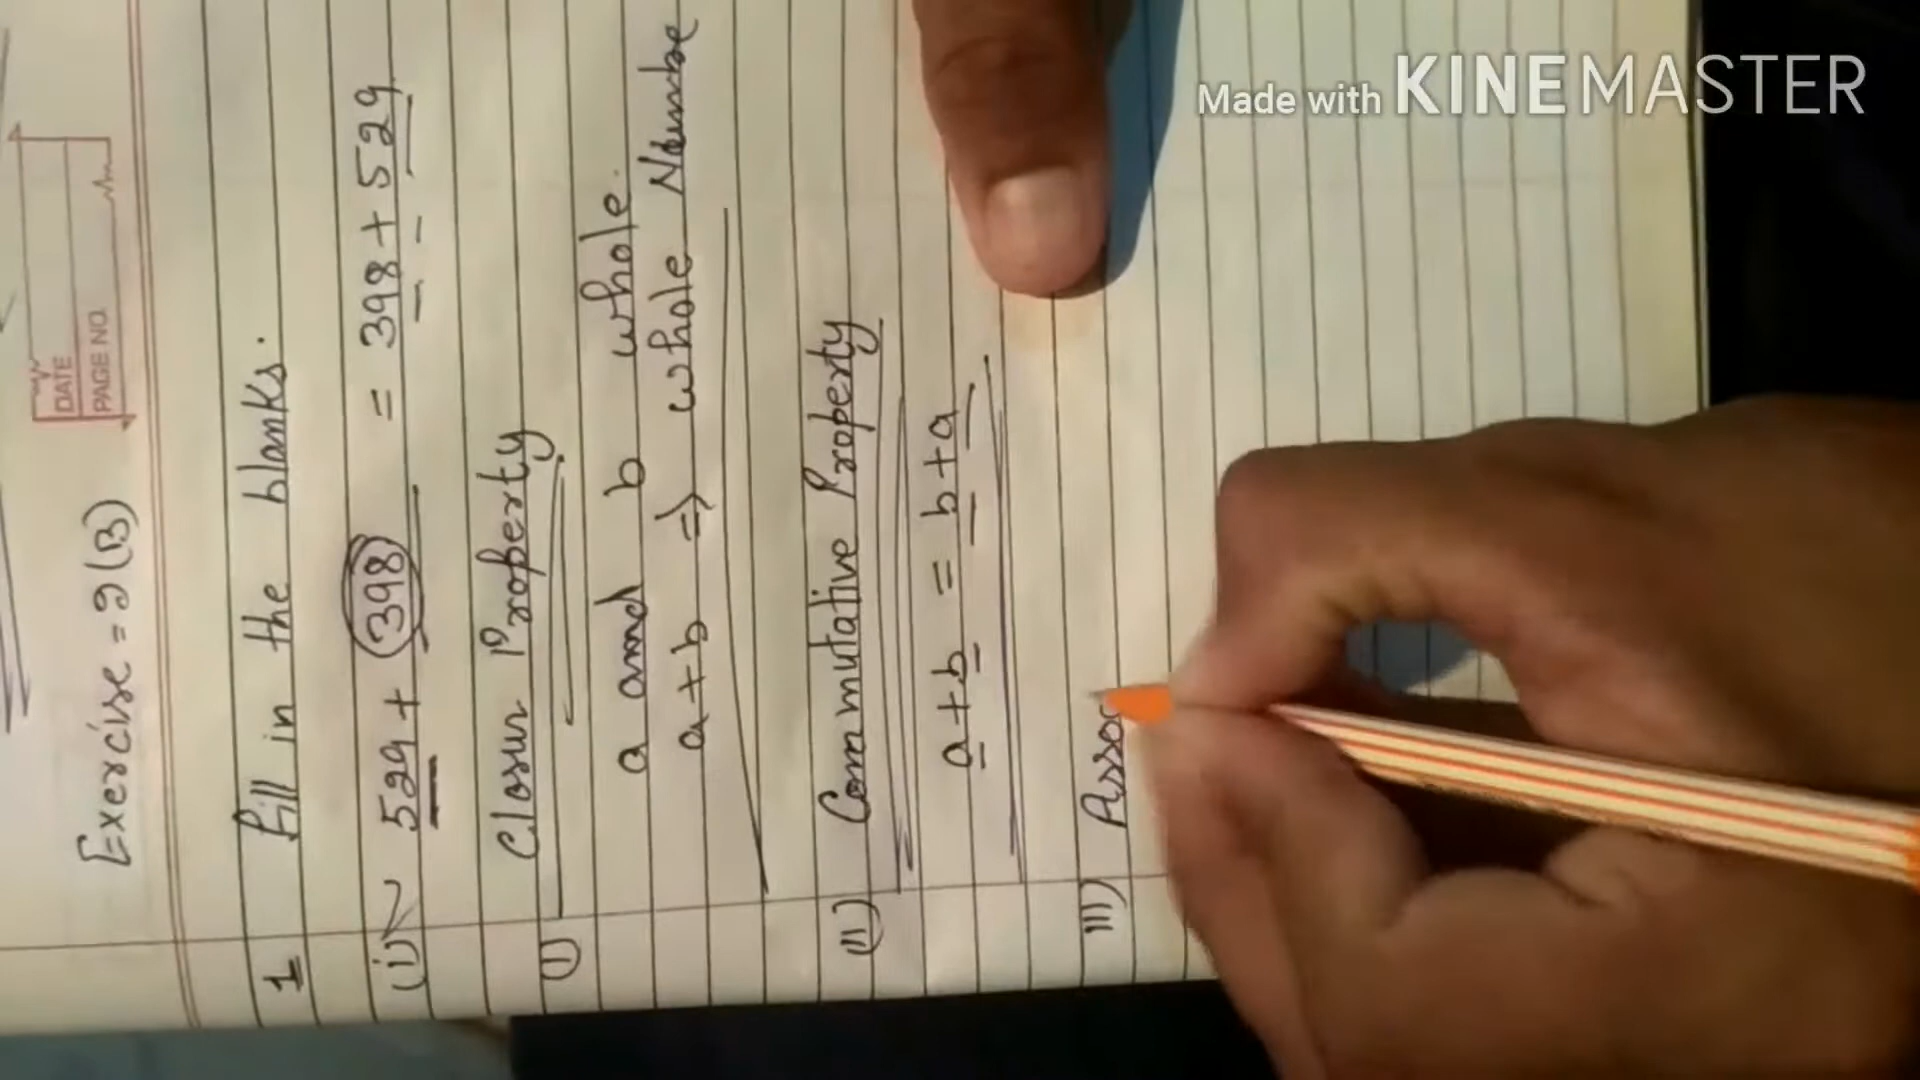 Made with KINEMASTER
DATE
PAGE NO.
Exercise = 2(B)
1 fill in the blanks.
(i) 529 + 398 = 398 + 529
(I) Closur Property
a and b whole.
a + b => whole Numbe
(II) Commutative Property
a + b = b + a
III) Asso